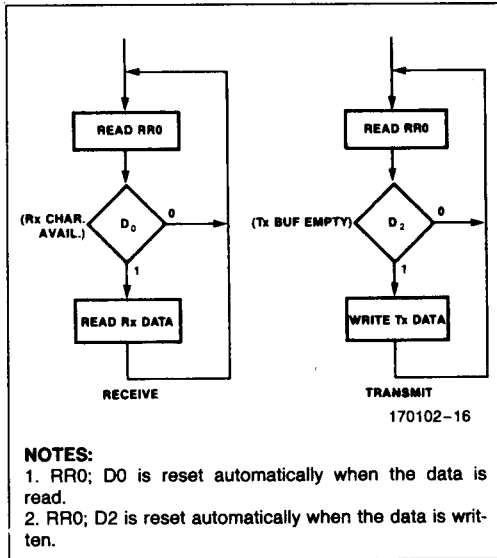 READ RR0
(Rx CHAR.
AVAIL.)
D0
0
1
READ Rx DATA
RECEIVE
READ RR0
(Tx BUF EMPTY)
D2
0
1
WRITE Tx DATA
TRANSMIT
170102-16
NOTES:
1. RR0; D0 is reset automatically when the data is
read.
2. RR0; D2 is reset automatically when the data is writ-
ten.